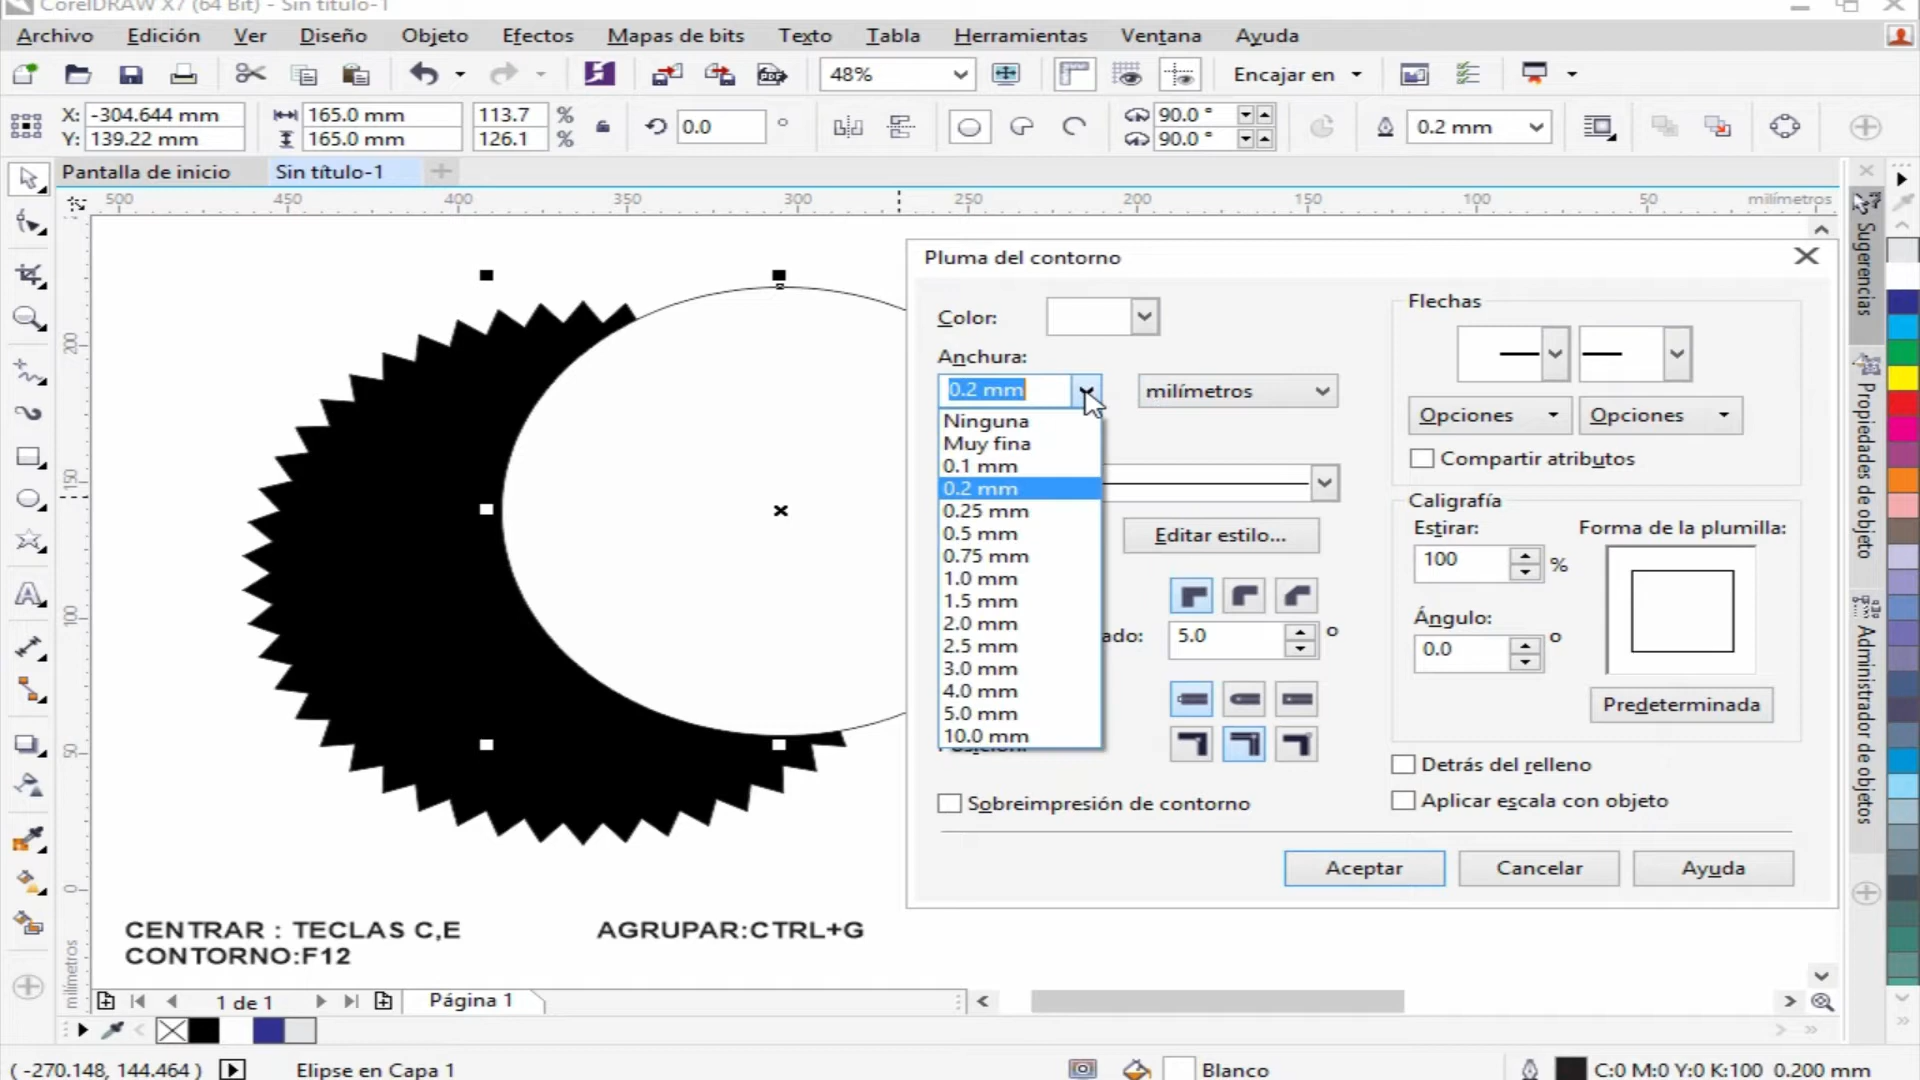 CorelDRAW X7 (64 Bit) - Sin título-1
Archivo Edición Ver Diseño Objeto Efectos Mapas de bits Texto Tabla Herramientas Ventana Ayuda
48% Encajar en
X: -304.644 mm 165.0 mm 113.7 % 0.0 ° 90.0 ° 0.2 mm
Y: 139.22 mm 165.0 mm 126.1 % 90.0 °
Pantalla de inicio Sin título-1
500 450 400 350 300 250 200 150 100 50 milímetros
200
150
100
50
0
milímetros
Pluma del contorno
Color:
Anchura:
0.2 mm milímetros
Ninguna
Muy fina
0.1 mm
0.2 mm
0.25 mm
0.5 mm
0.75 mm
1.0 mm
1.5 mm
2.0 mm
2.5 mm
3.0 mm
4.0 mm
5.0 mm
10.0 mm
Editar estilo...
ado: 5.0 °
Sobreimpresión de contorno
Flechas
Opciones Opciones
Compartir atributos
Caligrafía
Estirar: Forma de la plumilla:
100 %
Ángulo:
0.0 °
Predeterminada
Detrás del relleno
Aplicar escala con objeto
Aceptar Cancelar Ayuda
Sugerencias
Propiedades de objeto
Administrador de objetos
CENTRAR : TECLAS C,E AGRUPAR:CTRL+G
CONTORNO:F12
1 de 1 Página 1
( -270.148, 144.464 ) Elipse en Capa 1 Blanco C:0 M:0 Y:0 K:100 0.200 mm